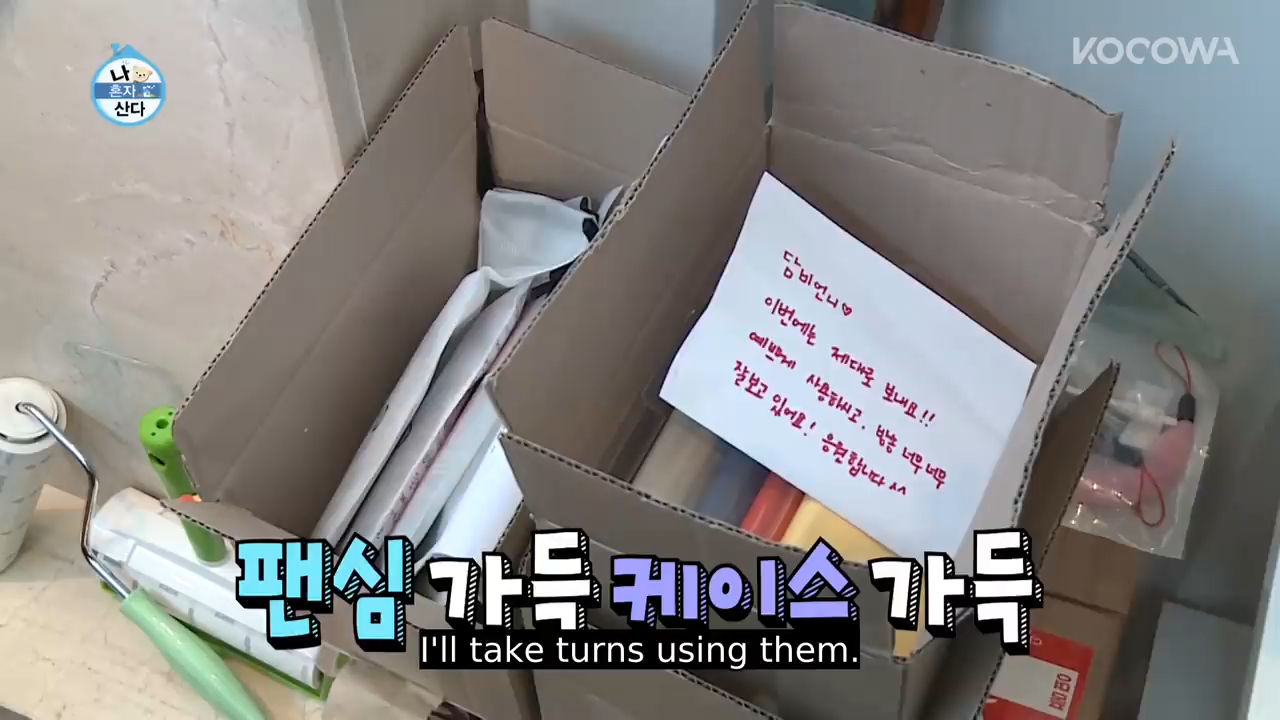 나
혼자
산다
KOCOWA
담비언니♡
이번에는 제대로 보내요!!
예쁘게 사용하시고, 방송 너무너무
잘보고 있어요! 응원합니다 ^^
팬심 가득 케이스 가득
I'll take turns using them.